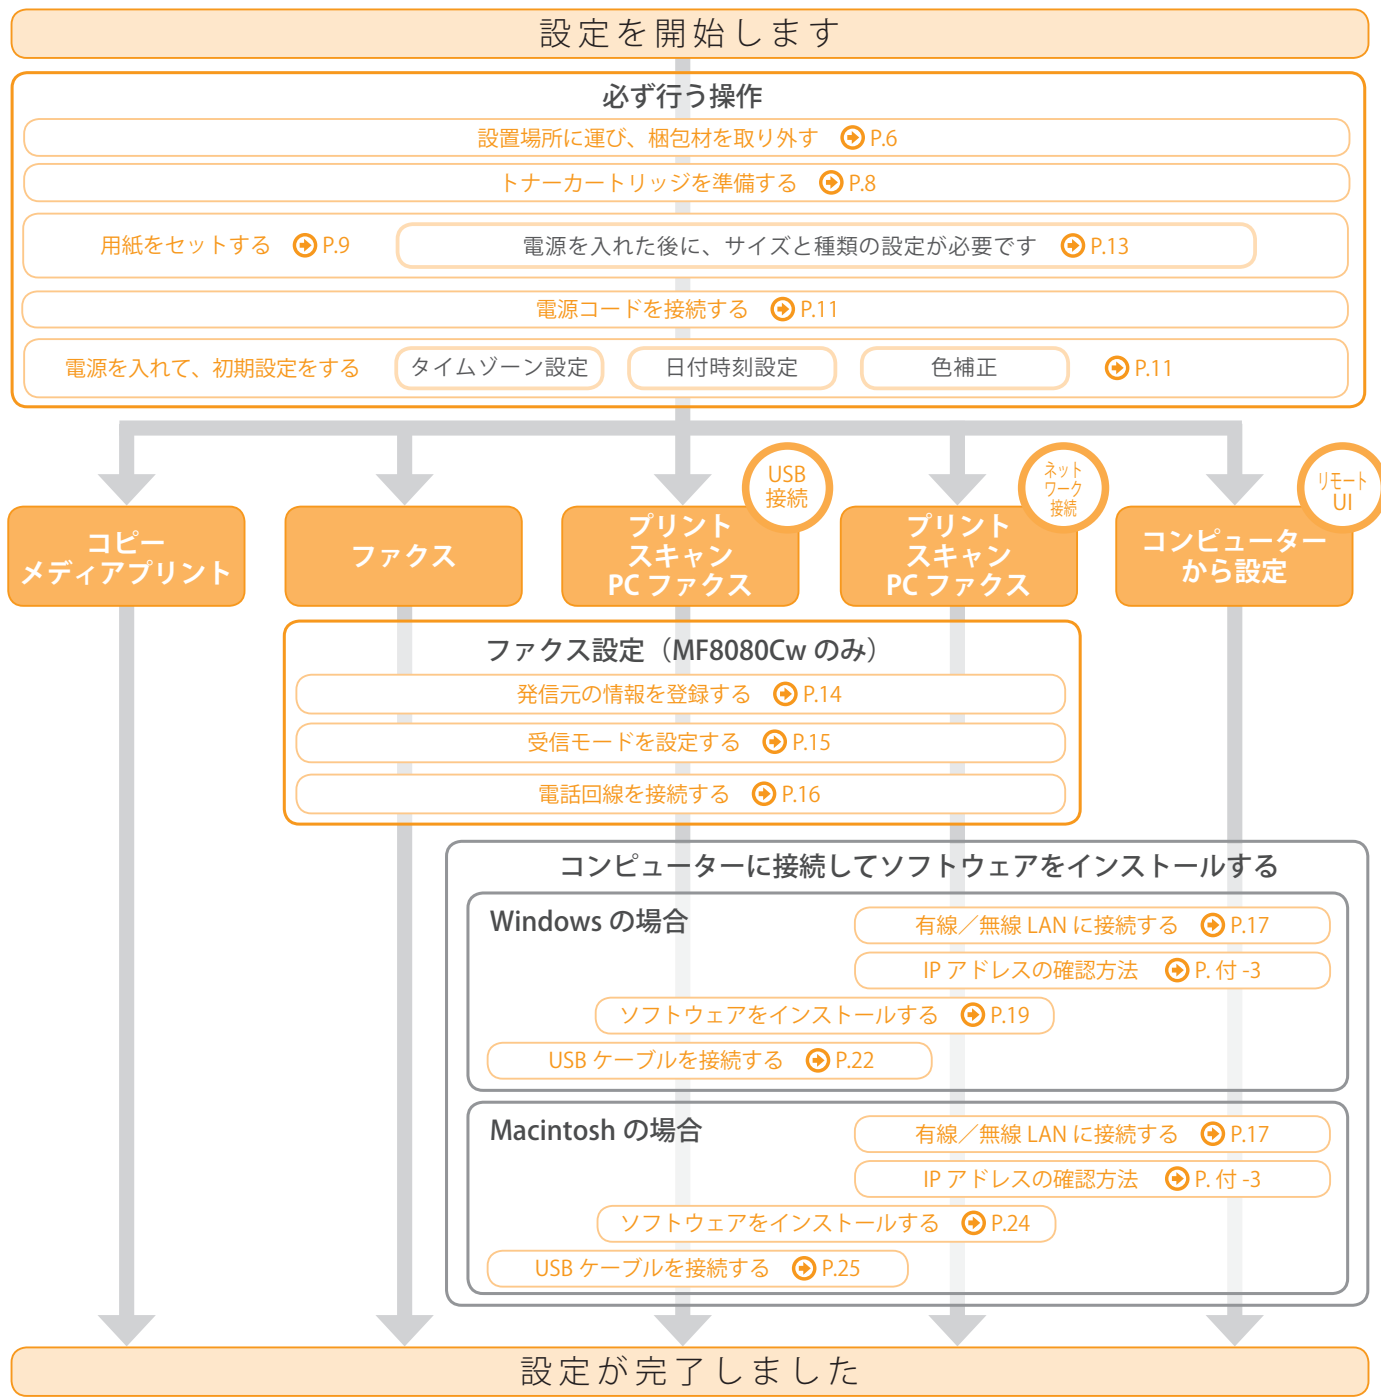 設定を開始します
必ず行う操作
設置場所に運び、梱包材を取り外す P.6
トナーカートリッジを準備する P.8
用紙をセットする P.9 電源を入れた後に、サイズと種類の設定が必要です P.13
電源コードを接続する P.11
電源を入れて、初期設定をする タイムゾーン設定 日付時刻設定 色補正 P.11
コピー
メディアプリント
ファクス
USB
接続
プリント
スキャン
PC ファクス
ネット
ワーク
接続
プリント
スキャン
PC ファクス
リモート
UI
コンピューター
から設定
ファクス設定（MF8080Cw のみ）
発信元の情報を登録する P.14
受信モードを設定する P.15
電話回線を接続する P.16
コンピューターに接続してソフトウェアをインストールする
Windows の場合
有線／無線 LAN に接続する P.17
IP アドレスの確認方法 P. 付 -3
ソフトウェアをインストールする P.19
USB ケーブルを接続する P.22
Macintosh の場合
有線／無線 LAN に接続する P.17
IP アドレスの確認方法 P. 付 -3
ソフトウェアをインストールする P.24
USB ケーブルを接続する P.25
設定が完了しました